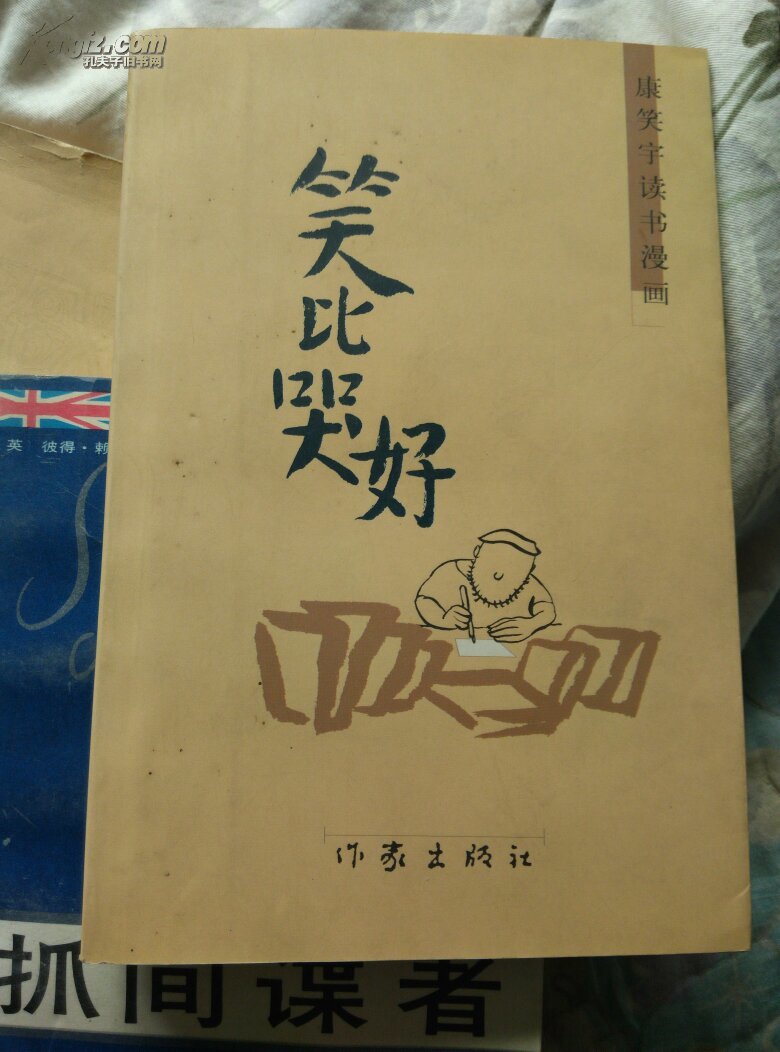 Kongfz.com
孔夫子旧书网
康笑宇读书漫画
笑比哭好
作家出版社
英 彼得·赖
抓间谍者